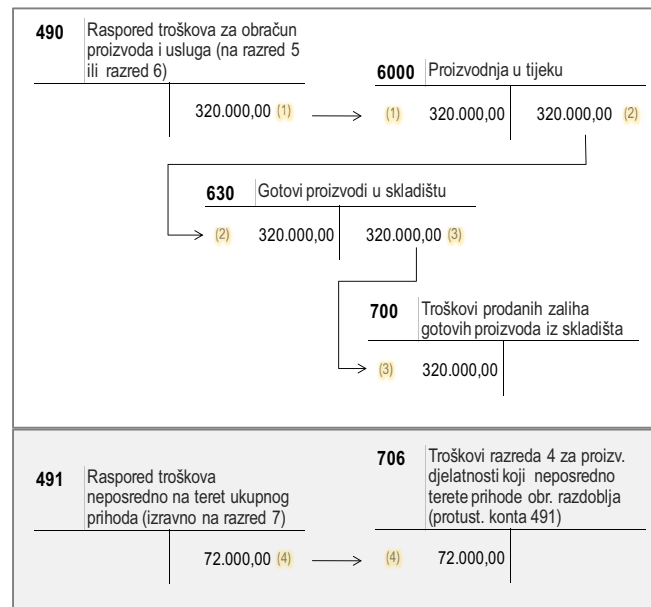 490 Raspored troškova za obračun
proizvoda i usluga (na razred 5
ili razred 6)
320.000,00 (1)
6000 Proizvodnja u tijeku
(1) 320.000,00 320.000,00 (2)
630 Gotovi proizvodi u skladištu
(2) 320.000,00 320.000,00 (3)
700 Troškovi prodanih zaliha
gotovih proizvoda iz skladišta
(3) 320.000,00
491 Raspored troškova
neposredno na teret ukupnog
prihoda (izravno na razred 7)
72.000,00 (4)
706 Troškovi razreda 4 za proizv.
djelatnosti koji neposredno
terete prihode obr. razdoblja
(protust. konta 491)
(4) 72.000,00